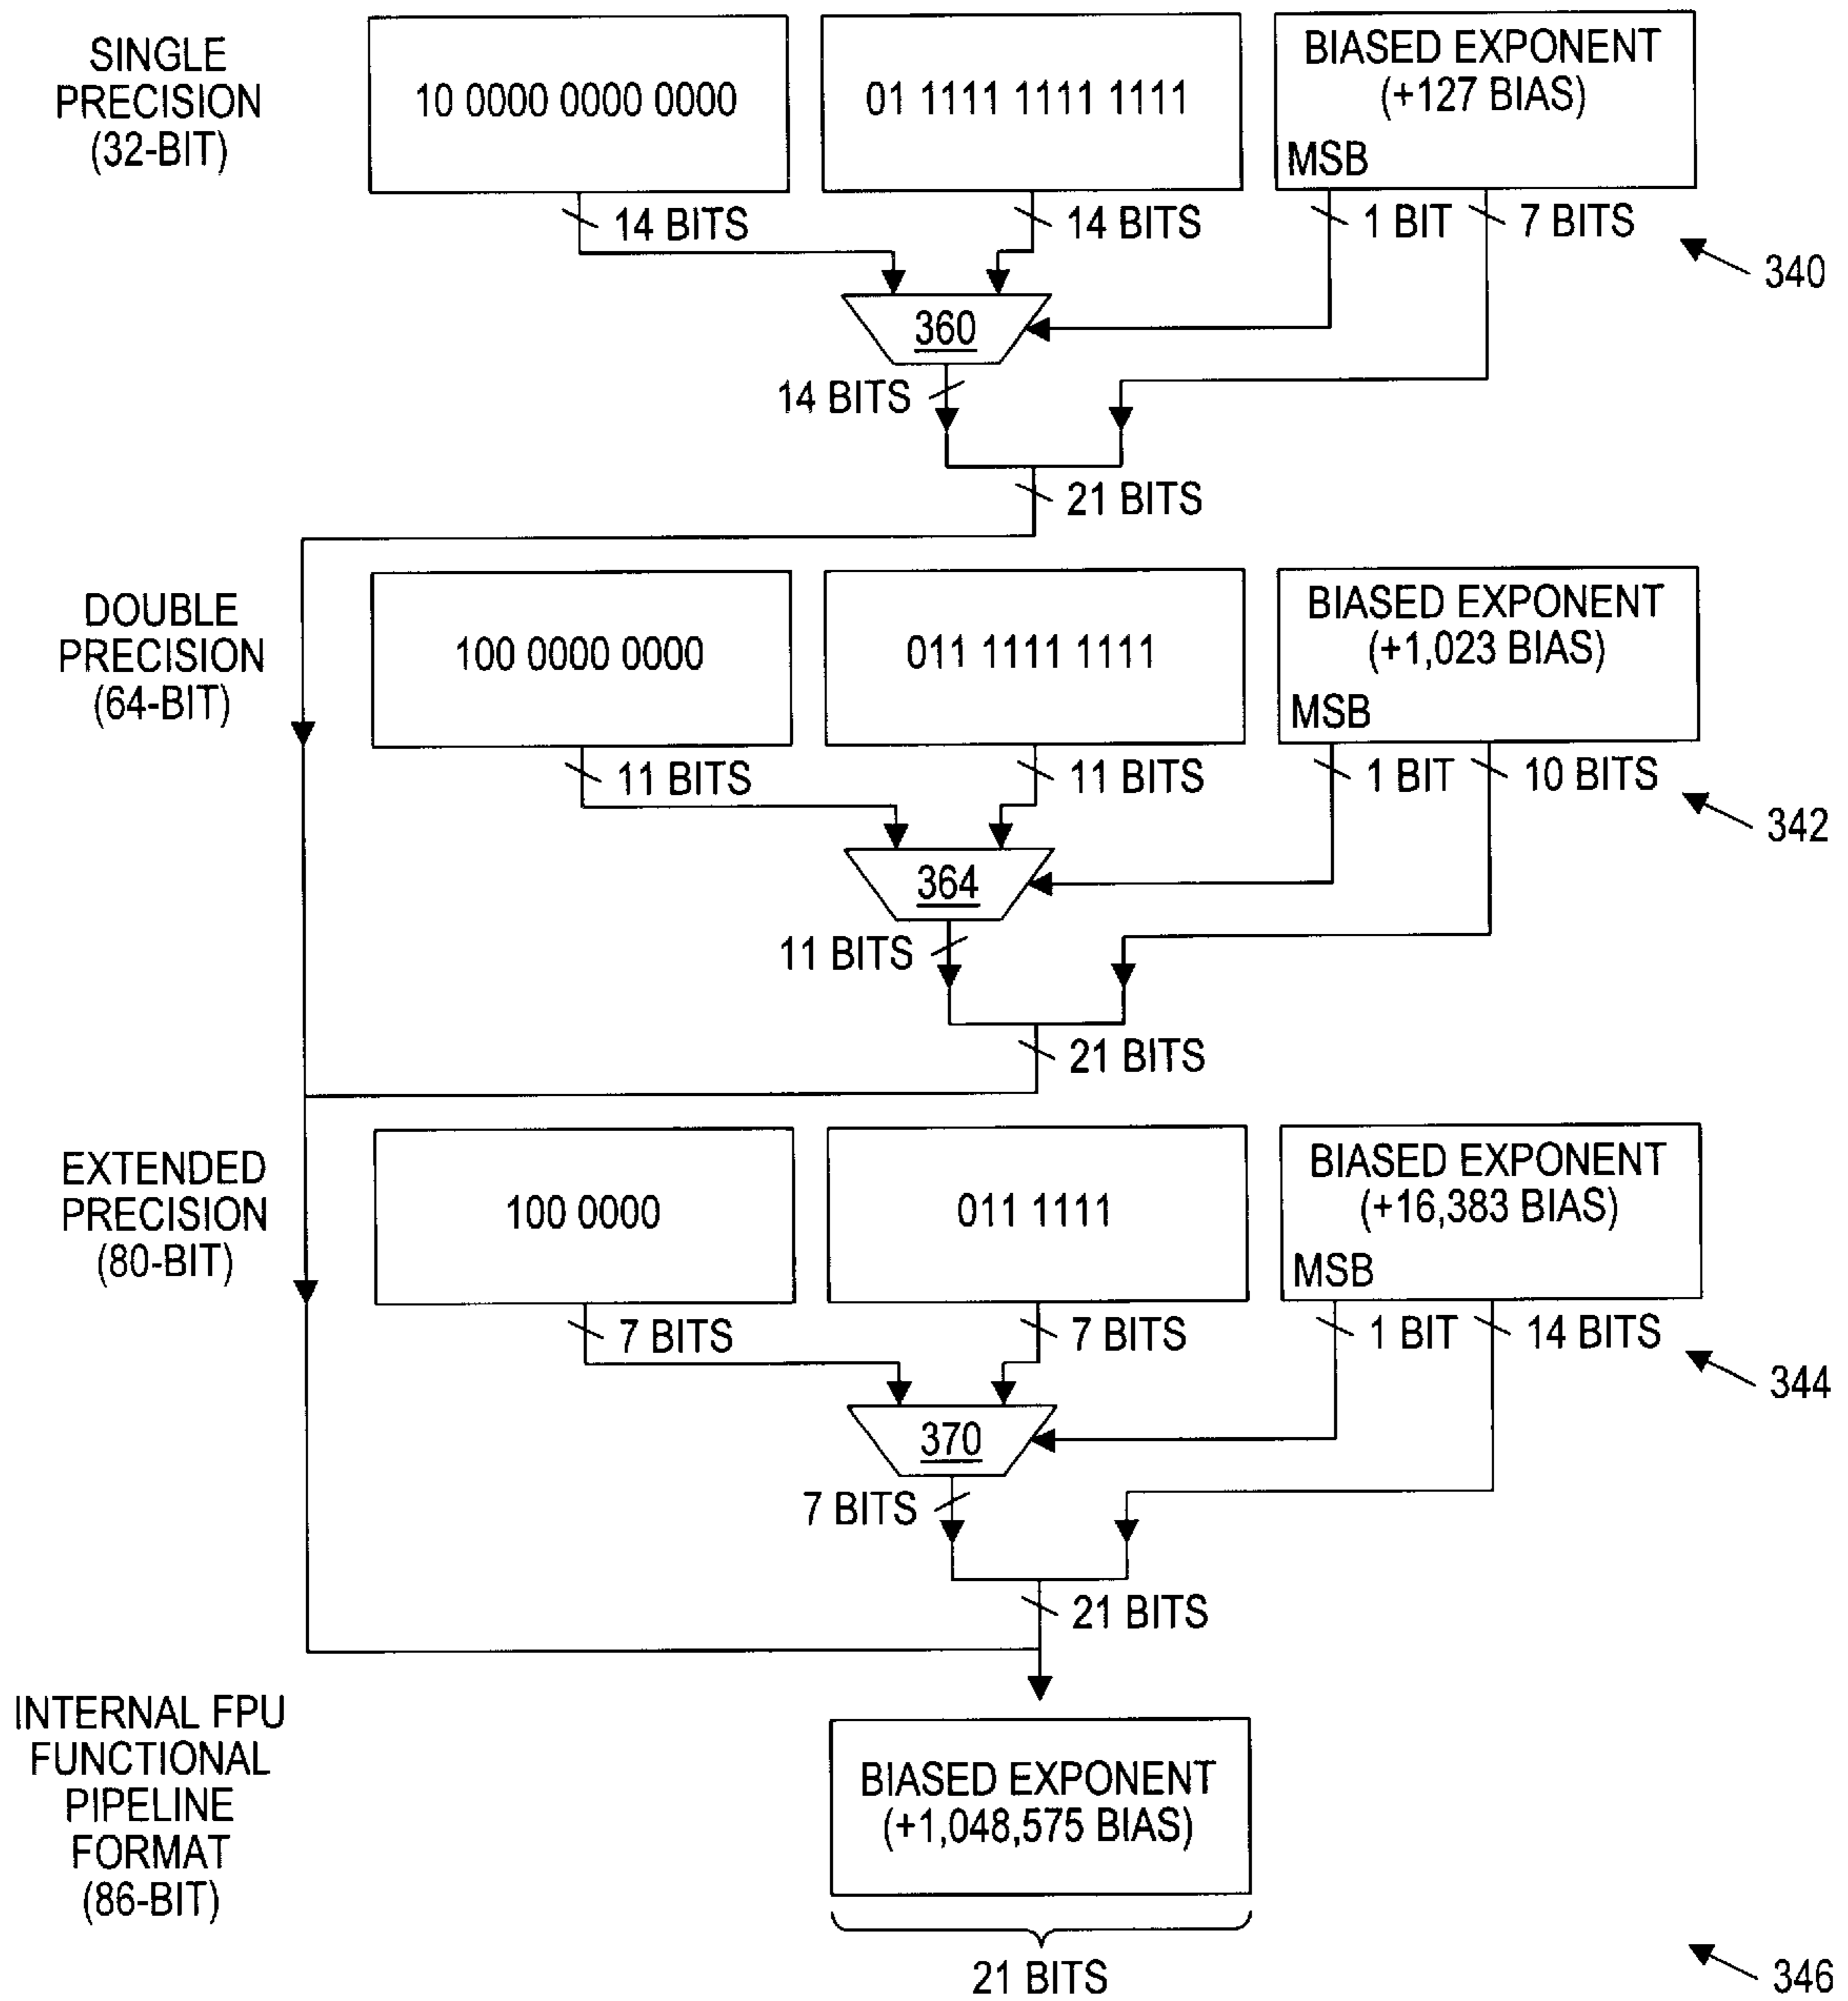 SINGLE
PRECISION
(32-BIT)
10 0000 0000 0000
01 1111 1111 1111
BIASED EXPONENT
(+127 BIAS)
MSB
14 BITS
14 BITS
1 BIT
7 BITS
340
360
14 BITS
21 BITS
DOUBLE
PRECISION
(64-BIT)
100 0000 0000
011 1111 1111
BIASED EXPONENT
(+1,023 BIAS)
MSB
11 BITS
11 BITS
1 BIT
10 BITS
342
364
11 BITS
21 BITS
EXTENDED
PRECISION
(80-BIT)
100 0000
011 1111
BIASED EXPONENT
(+16,383 BIAS)
MSB
7 BITS
7 BITS
1 BIT
14 BITS
344
370
7 BITS
21 BITS
INTERNAL FPU
FUNCTIONAL
PIPELINE
FORMAT
(86-BIT)
BIASED EXPONENT
(+1,048,575 BIAS)
21 BITS
346